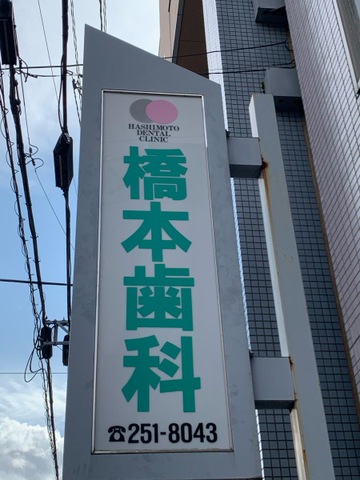 HASHIMOTO
DENTAL
CLINIC
橋本歯科
☎251-8043